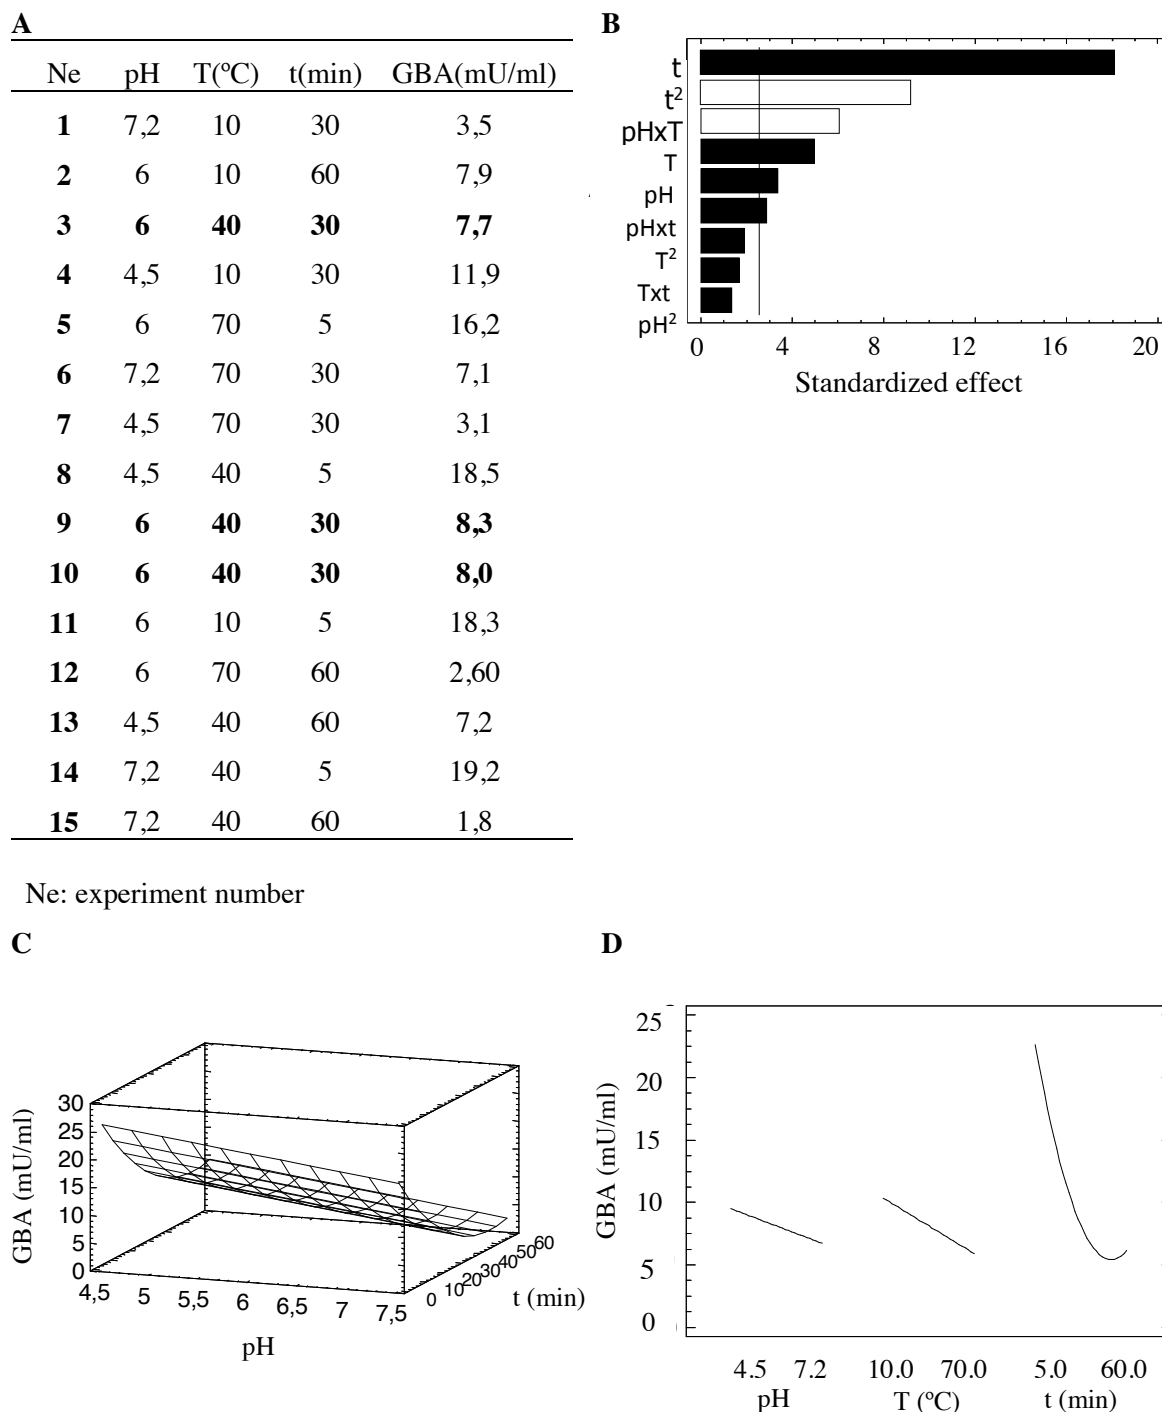 A
Ne pH T(ºC) t(min) GBA(mU/ml)
1 7,2 10 30 3,5
2 6 10 60 7,9
3 6 40 30 7,7
4 4,5 10 30 11,9
5 6 70 5 16,2
6 7,2 70 30 7,1
7 4,5 70 30 3,1
8 4,5 40 5 18,5
9 6 40 30 8,3
10 6 40 30 8,0
11 6 10 5 18,3
12 6 70 60 2,60
13 4,5 40 60 7,2
14 7,2 40 5 19,2
15 7,2 40 60 1,8
Ne: experiment number
B
t
t²
pHxT
T
pH
pHxt
T²
Txt
pH²
0 4 8 12 16 20
Standardized effect
C
GBA (mU/ml)
30
25
20
15
10
5
0
4,5 5 5,5 6 6,5 7 7,5
pH
0 10 20 30 40 50 60
t (min)
D
GBA (mU/ml)
25
20
15
10
5
0
4.5 7.2 10.0 70.0 5.0 60.0
pH T (ºC) t (min)